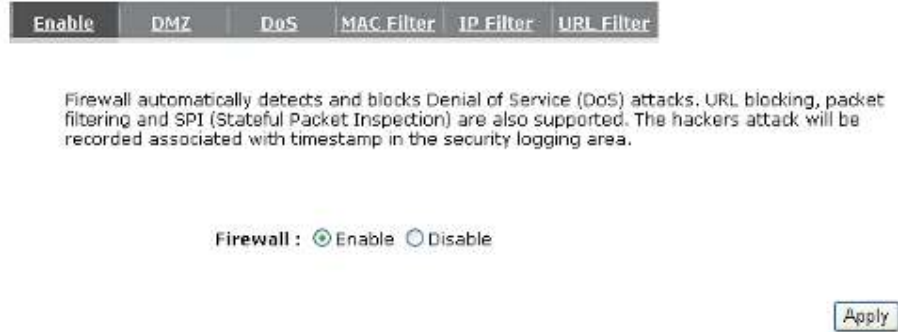 Enable DMZ DoS MAC Filter IP Filter URL Filter
Firewall automatically detects and blocks Denial of Service (DoS) attacks. URL blocking, packet
filtering and SPI (Stateful Packet Inspection) are also supported. The hackers attack will be
recorded associated with timestamp in the security logging area.
Firewall : Enable Disable
Apply